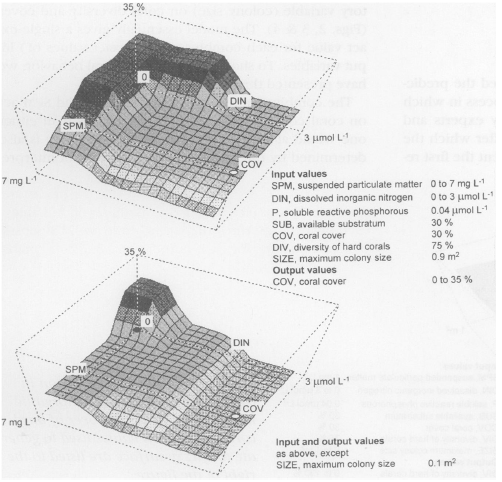 35 %
0
DIN
SPM
3 µmol L-1
COV
7 mg L-1
Input values
SPM, suspended particulate matter 0 to 7 mg L-1
DIN, dissolved inorganic nitrogen 0 to 3 µmol L-1
P, soluble reactive phosphorous 0.04 µmol L-1
SUB, available substratum 30 %
COV, coral cover 30 %
DIV, diversity of hard corals 75 %
SIZE, maximum colony size 0.9 m2
Output values
COV, coral cover 0 to 35 %
35 %
0
DIN
SPM
3 µmol L-1
COV
7 mg L-1
Input and output values
as above, except
SIZE, maximum colony size 0.1 m2